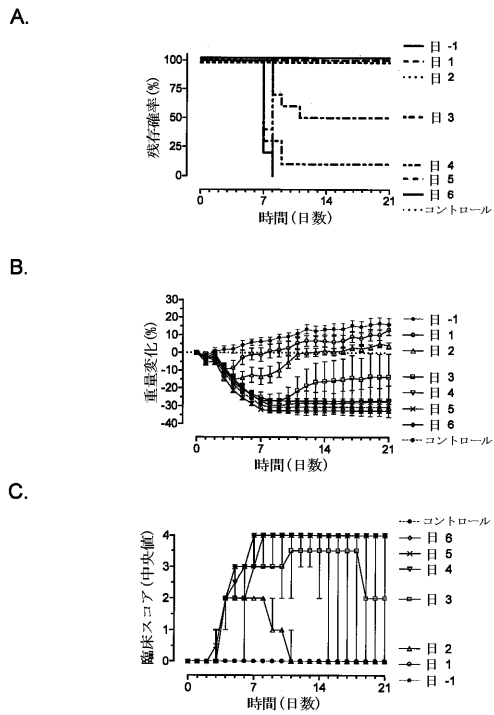 A.
残存確率(%)
100
75
50
25
0
0 7 14 21
時間(日数)
日 -1
日 1
日 2
日 3
日 4
日 5
日 6
コントロール
B.
重量変化(%)
30
20
10
0
-10
-20
-30
-40
0 7 14 21
時間(日数)
日 -1
日 1
日 2
日 3
日 4
日 5
日 6
コントロール
C.
臨床スコア(中央値)
4
3
2
1
0
0 7 14 21
時間(日数)
コントロール
日 6
日 5
日 4
日 3
日 2
日 1
日 -1